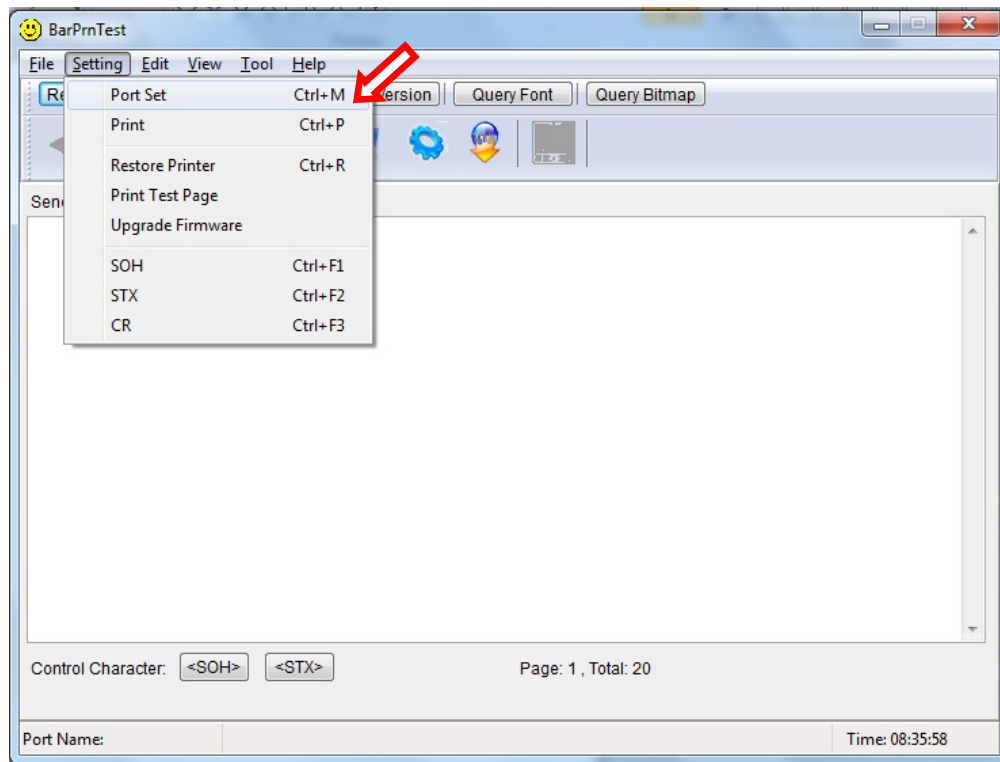 BarPrnTest
File Setting Edit View Tool Help
Query Font Query Bitmap
Port Set Ctrl+M
Print Ctrl+P
Restore Printer Ctrl+R
Print Test Page
Upgrade Firmware
SOH Ctrl+F1
STX Ctrl+F2
CR Ctrl+F3
Control Character: <SOH> <STX> Page: 1 , Total: 20
Port Name: Time: 08:35:58